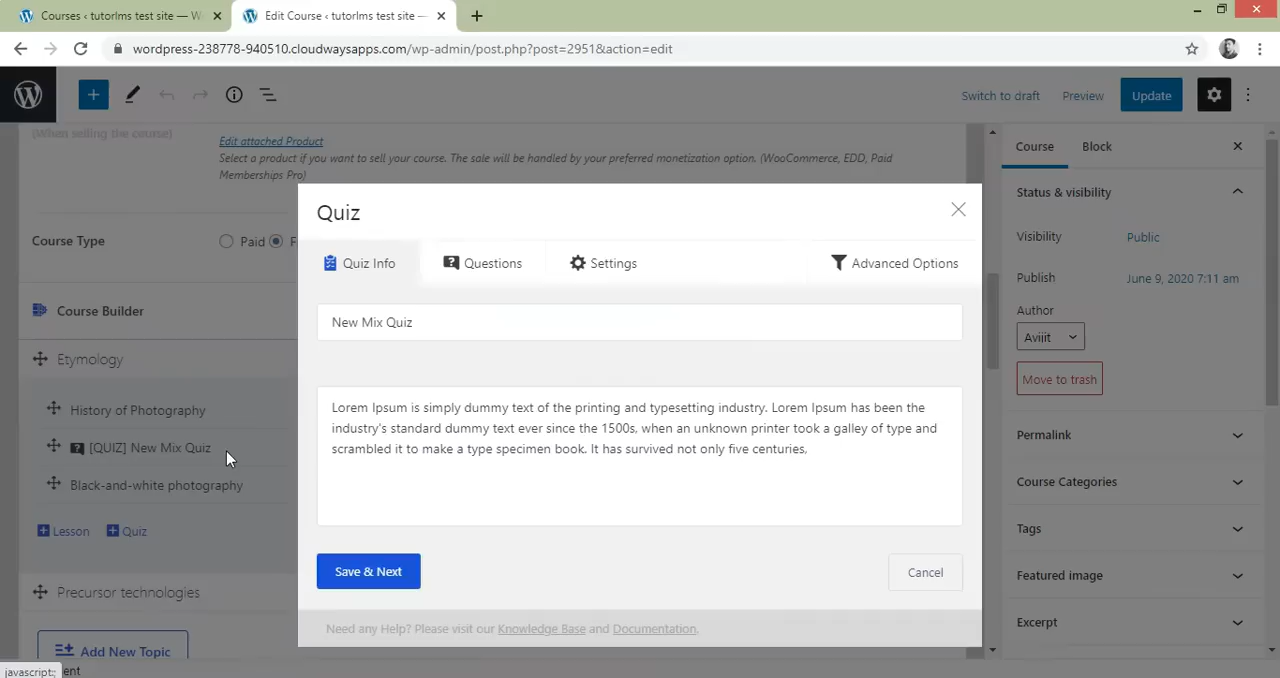 Courses ‹ tutorlms test site — W
Edit Course ‹ tutorlms test site —
wordpress-238778-940510.cloudwaysapps.com/wp-admin/post.php?post=2951&action=edit
Switch to draft
Preview
Update
(When selling the course)
Edit attached Product
Select a product if you want to sell your course. The sale will be handled by your preferred monetization option. (WooCommerce, EDD, Paid
Memberships Pro)
Course Type
Paid
F
Course Builder
Etymology
History of Photography
[QUIZ] New Mix Quiz
Black-and-white photography
Lesson
Quiz
Precursor technologies
Add New Topic
javascript:;
ent
Quiz
Quiz Info
Questions
Settings
Advanced Options
New Mix Quiz
Lorem Ipsum is simply dummy text of the printing and typesetting industry. Lorem Ipsum has been the
industry's standard dummy text ever since the 1500s, when an unknown printer took a galley of type and
scrambled it to make a type specimen book. It has survived not only five centuries,
Save & Next
Cancel
Need any Help? Please visit our Knowledge Base and Documentation.
Course
Block
Status & visibility
Visibility
Public
Publish
June 9, 2020 7:11 am
Author
Aviiit
Move to trash
Permalink
Course Categories
Tags
Featured image
Excerpt